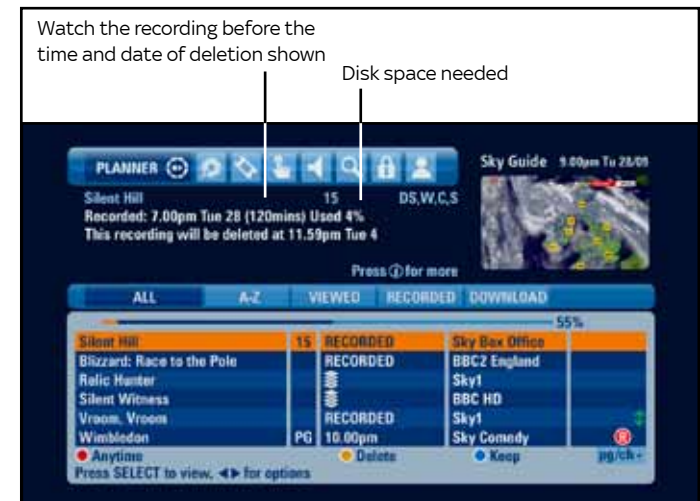 Watch the recording before the
time and date of deletion shown
Disk space needed
PLANNER
Sky Guide 9.00pm Tu 28/09
Silent Hill 15 DS,W,C,S
Recorded: 7.00pm Tue 28 (120mins) Used 4%
This recording will be deleted at 11.59pm Tue 4
Press i for more
ALL A-Z VIEWED RECORDED DOWNLOAD
55%
Silent Hill 15 RECORDED Sky Box Office
Blizzard: Race to the Pole RECORDED BBC2 England
Relic Hunter Sky1
Silent Witness BBC HD
Vroom, Vroom RECORDED Sky1
Wimbledon PG 10.00pm Sky Comedy R
Anytime Delete Keep pg/ch-
Press SELECT to view, for options